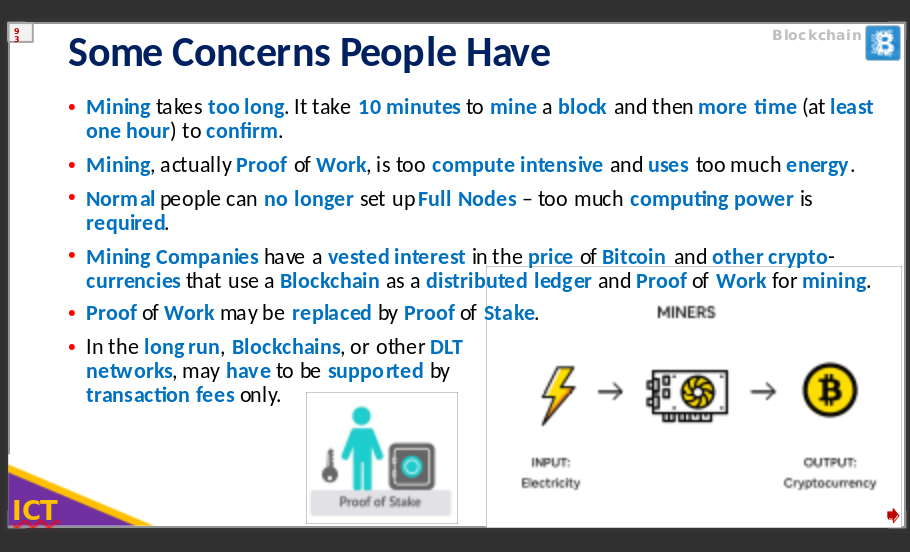 93
Blockchain
Some Concerns People Have
• Mining takes too long. It take 10 minutes to mine a block and then more time (at least
one hour) to confirm.
• Mining, actually Proof of Work, is too compute intensive and uses too much energy.
• Normal people can no longer set up Full Nodes – too much computing power is
required.
• Mining Companies have a vested interest in the price of Bitcoin and other crypto-
currencies that use a Blockchain as a distributed ledger and Proof of Work for mining.
• Proof of Work may be replaced by Proof of Stake.
• In the long run, Blockchains, or other DLT
networks, may have to be supported by
transaction fees only.
MINERS
INPUT:
Electricity
OUTPUT:
Cryptocurrency
Proof of Stake
ICT